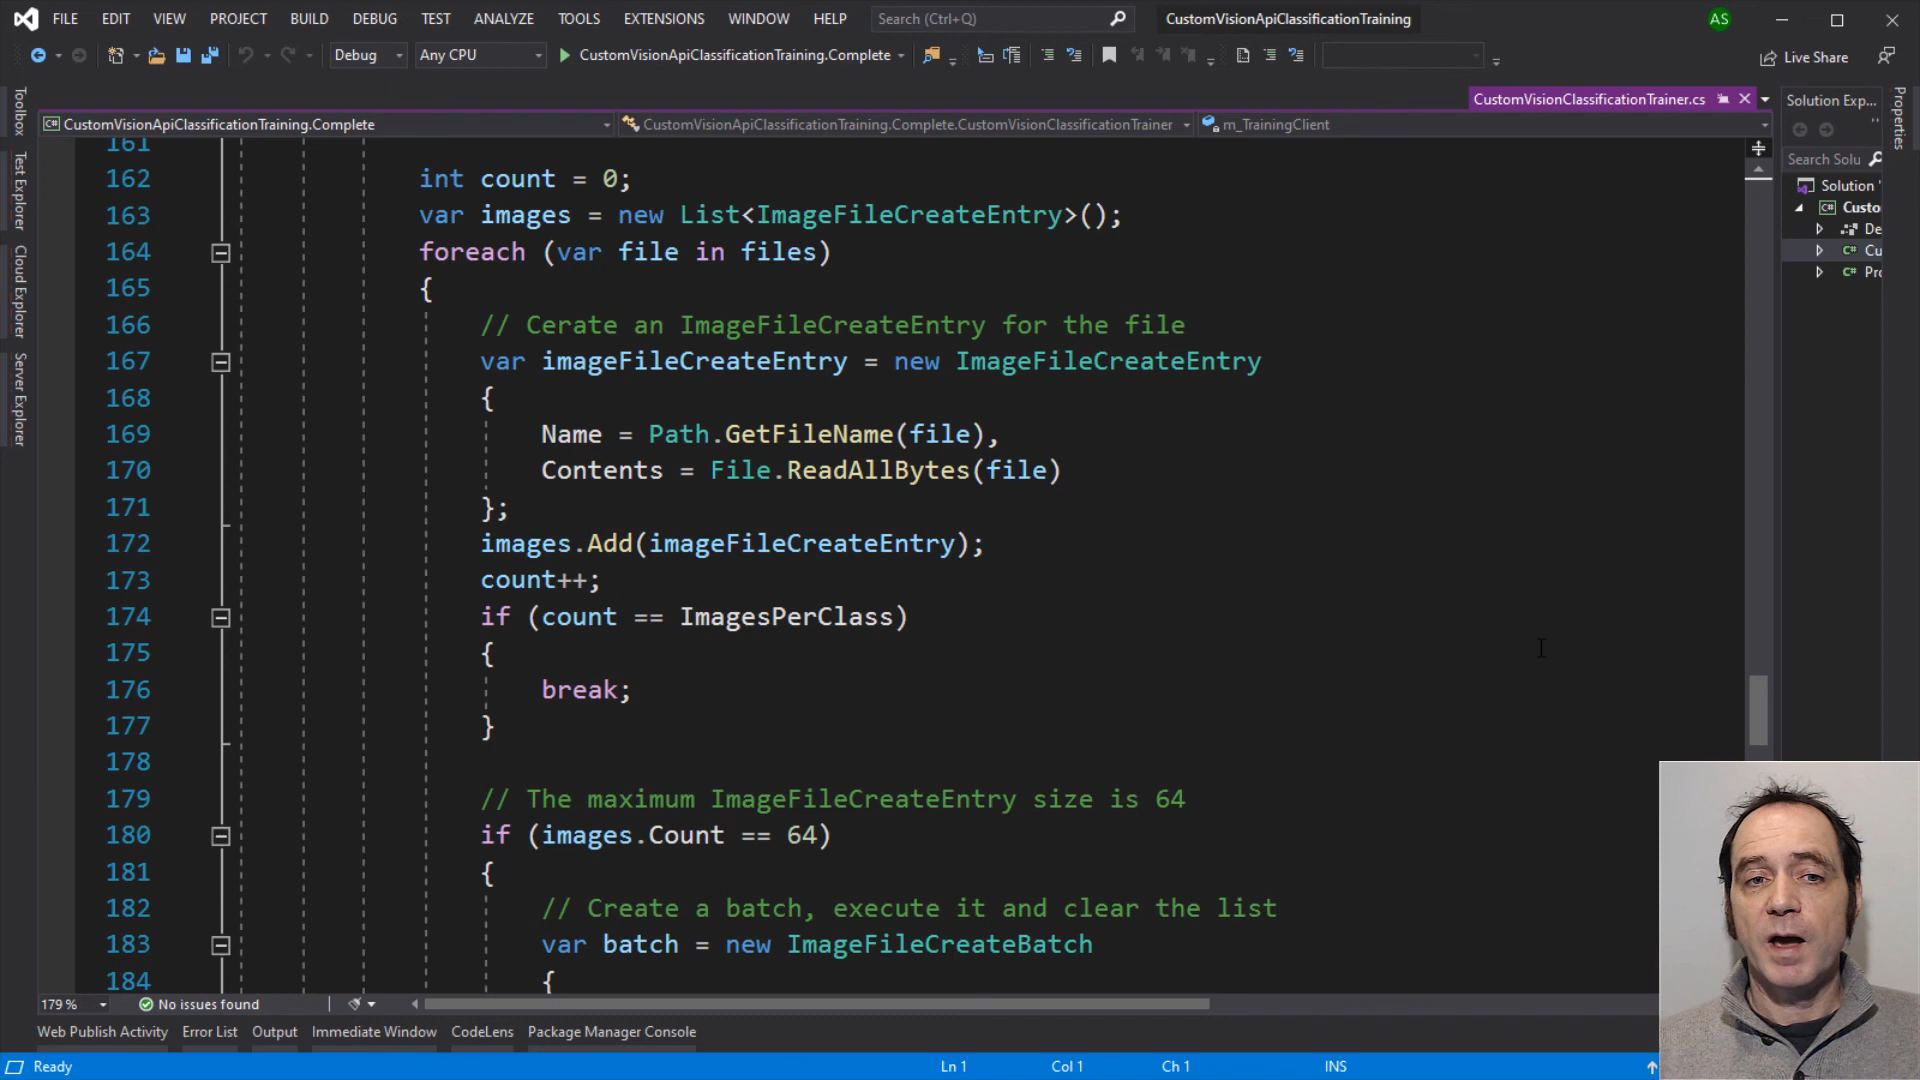 FILE EDIT VIEW PROJECT BUILD DEBUG TEST ANALYZE TOOLS EXTENSIONS WINDOW HELP Search (Ctrl+Q) CustomVisionApiClassificationTraining AS
Debug Any CPU CustomVisionApiClassificationTraining.Complete Live Share
CustomVisionClassificationTrainer.cs Solution Exp...
CustomVisionApiClassificationTraining.Complete CustomVisionApiClassificationTraining.Complete.CustomVisionClassificationTrainer m_TrainingClient
Toolbox
Test Explorer
Cloud Explorer
Server Explorer
161
162 int count = 0;
163 var images = new List<ImageFileCreateEntry>();
164 foreach (var file in files)
165 {
166 // Cerate an ImageFileCreateEntry for the file
167 var imageFileCreateEntry = new ImageFileCreateEntry
168 {
169 Name = Path.GetFileName(file),
170 Contents = File.ReadAllBytes(file)
171 };
172 images.Add(imageFileCreateEntry);
173 count++;
174 if (count == ImagesPerClass)
175 {
176 break;
177 }
178
179 // The maximum ImageFileCreateEntry size is 64
180 if (images.Count == 64)
181 {
182 // Create a batch, execute it and clear the list
183 var batch = new ImageFileCreateBatch
184 {
Search Solu
Solution '
Custo
De
Cu
Pro
Properties
179 % No issues found
Web Publish Activity Error List Output Immediate Window CodeLens Package Manager Console
Ready Ln 1 Col 1 Ch 1 INS